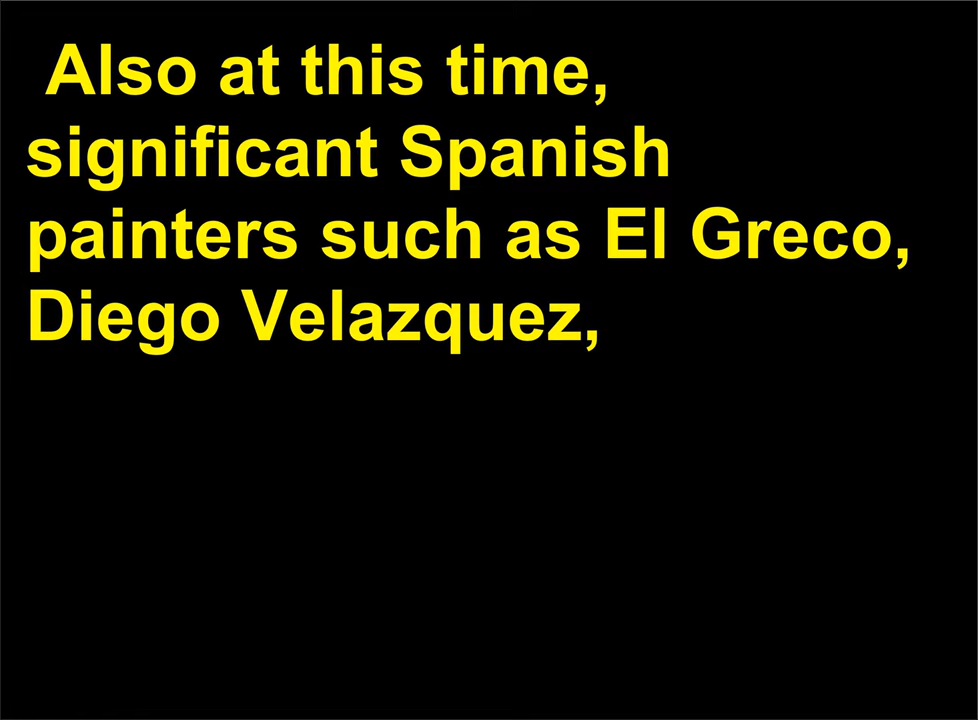 Also at this time,
significant Spanish
painters such as El Greco,
Diego Velazquez,